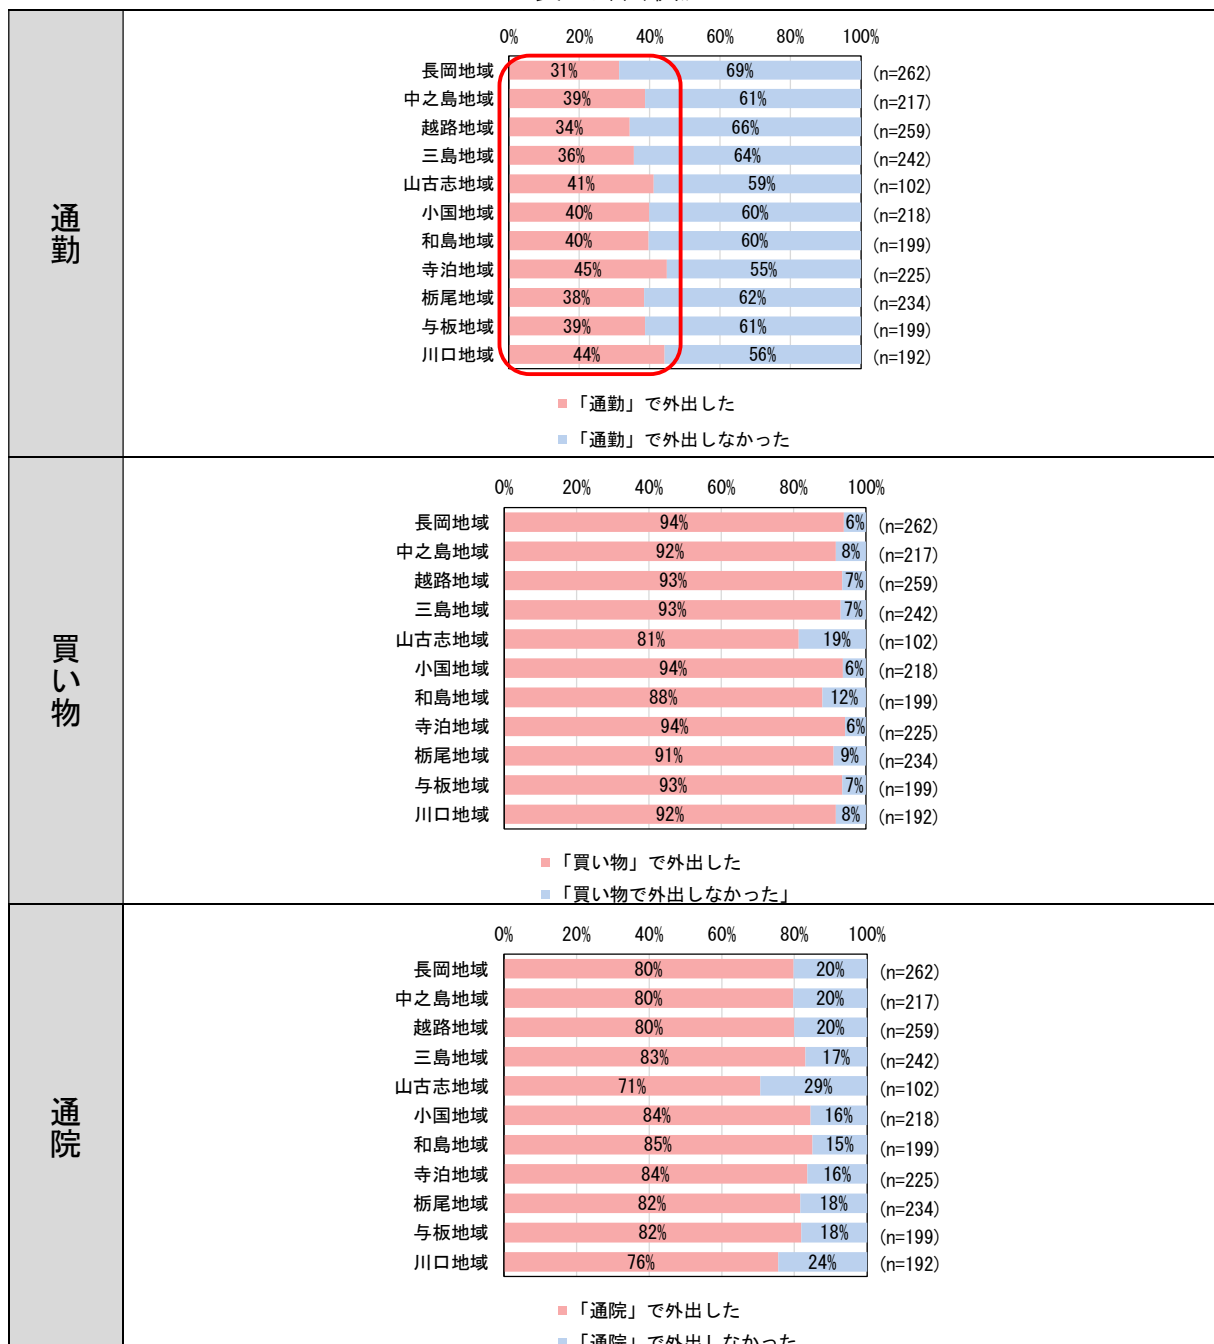 通勤
0% 20% 40% 60% 80% 100%
長岡地域 31% 69% (n=262)
中之島地域 39% 61% (n=217)
越路地域 34% 66% (n=259)
三島地域 36% 64% (n=242)
山古志地域 41% 59% (n=102)
小国地域 40% 60% (n=218)
和島地域 40% 60% (n=199)
寺泊地域 45% 55% (n=225)
栃尾地域 38% 62% (n=234)
与板地域 39% 61% (n=199)
川口地域 44% 56% (n=192)
「通勤」で外出した
「通勤」で外出しなかった
買い物
0% 20% 40% 60% 80% 100%
長岡地域 94% 6% (n=262)
中之島地域 92% 8% (n=217)
越路地域 93% 7% (n=259)
三島地域 93% 7% (n=242)
山古志地域 81% 19% (n=102)
小国地域 94% 6% (n=218)
和島地域 88% 12% (n=199)
寺泊地域 94% 6% (n=225)
栃尾地域 91% 9% (n=234)
与板地域 93% 7% (n=199)
川口地域 92% 8% (n=192)
「買い物」で外出した
「買い物で外出しなかった」
通院
0% 20% 40% 60% 80% 100%
長岡地域 80% 20% (n=262)
中之島地域 80% 20% (n=217)
越路地域 80% 20% (n=259)
三島地域 83% 17% (n=242)
山古志地域 71% 29% (n=102)
小国地域 84% 16% (n=218)
和島地域 85% 15% (n=199)
寺泊地域 84% 16% (n=225)
栃尾地域 82% 18% (n=234)
与板地域 82% 18% (n=199)
川口地域 76% 24% (n=192)
「通院」で外出した
「通院」で外出しなかった